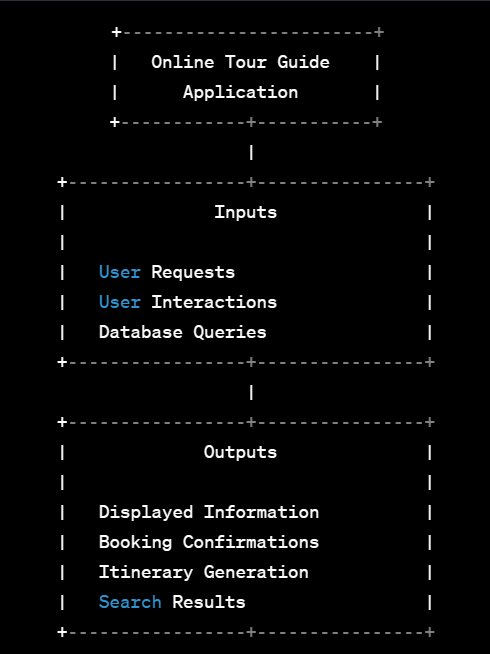 Online Tour Guide
Application
Inputs
User Requests
User Interactions
Database Queries
Outputs
Displayed Information
Booking Confirmations
Itinerary Generation
Search Results